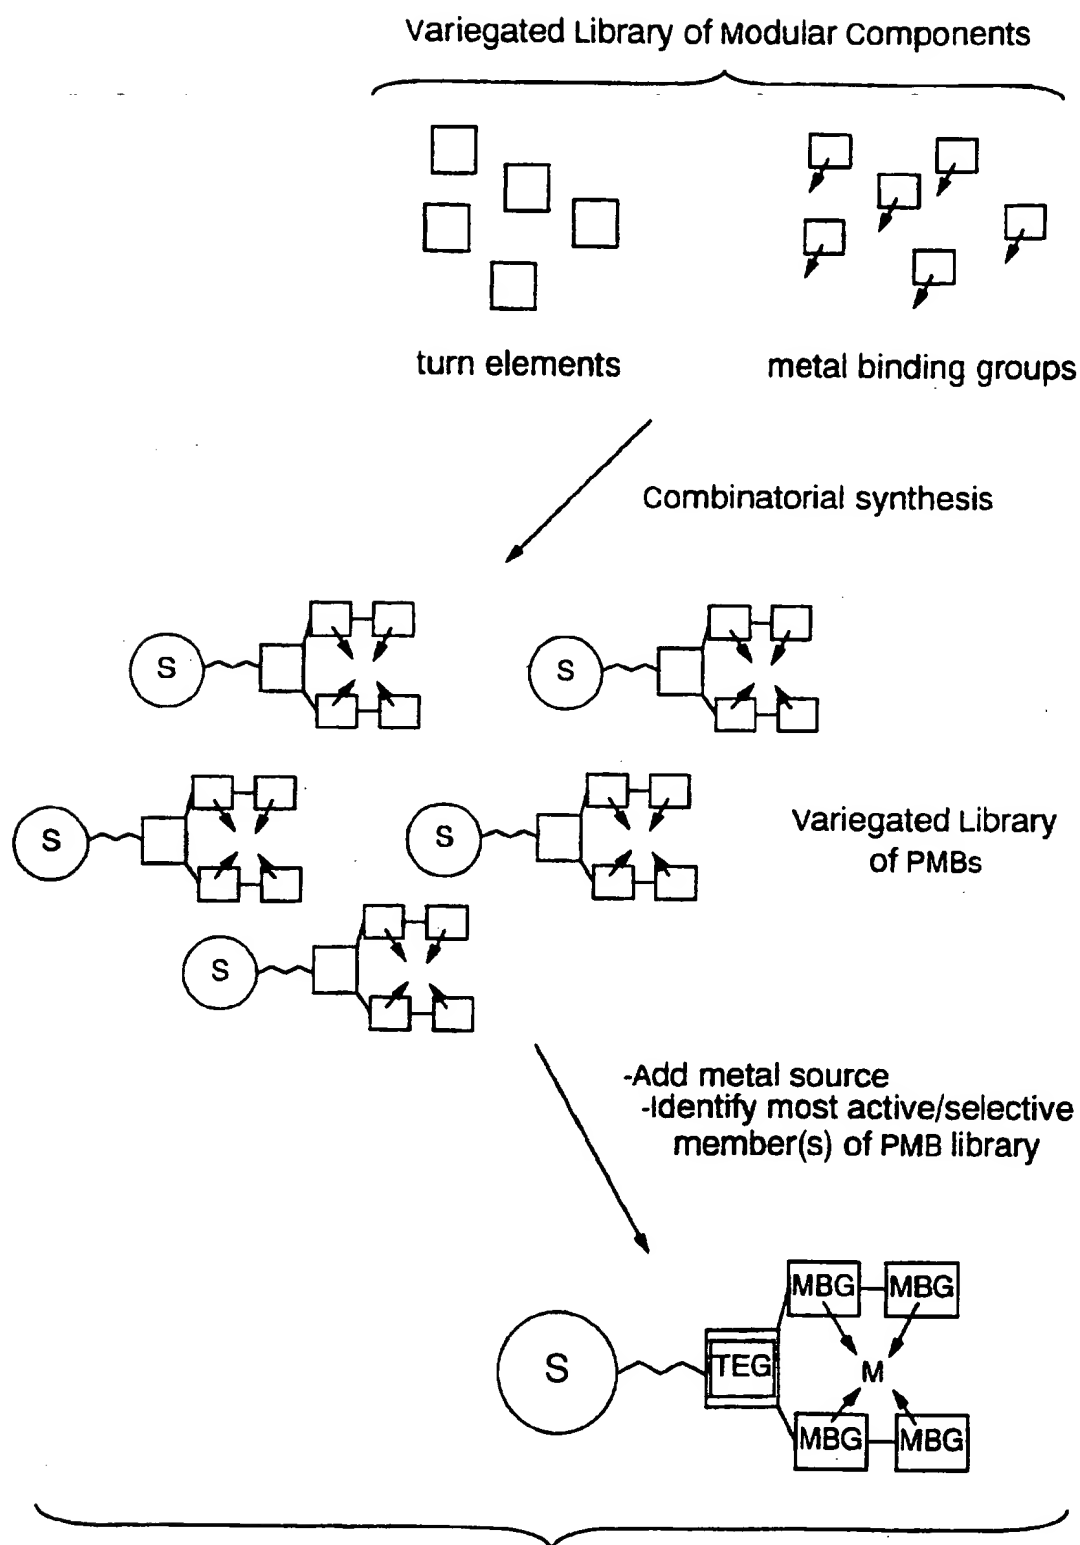 Variegated Library of Modular Components
turn elements
metal binding groups
Combinatorial synthesis
S
S
S
S
Variegated Library
of PMBs
S
-Add metal source
-Identify most active/selective
member(s) of PMB library
MBG
MBG
S
TEG
M
MBG
MBG